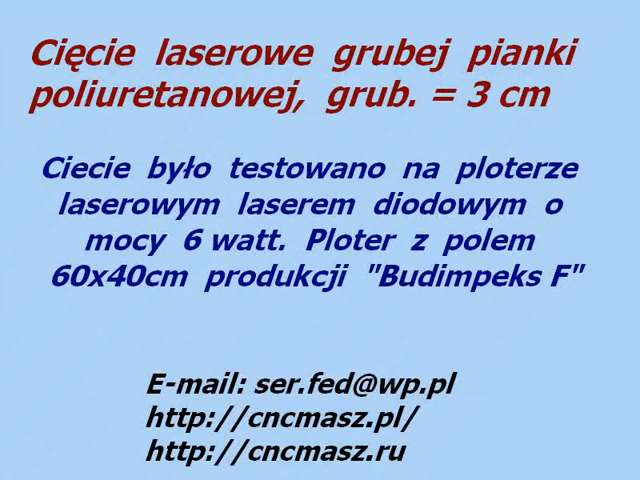 Cięcie laserowe grubej pianki
poliuretanowej, grub. = 3 cm
Ciecie było testowano na ploterze
laserowym laserem diodowym o
mocy 6 watt. Ploter z polem
60x40cm produkcji "Budimpeks F"
E-mail: ser.fed@wp.pl
http://cncmasz.pl/
http://cncmasz.ru